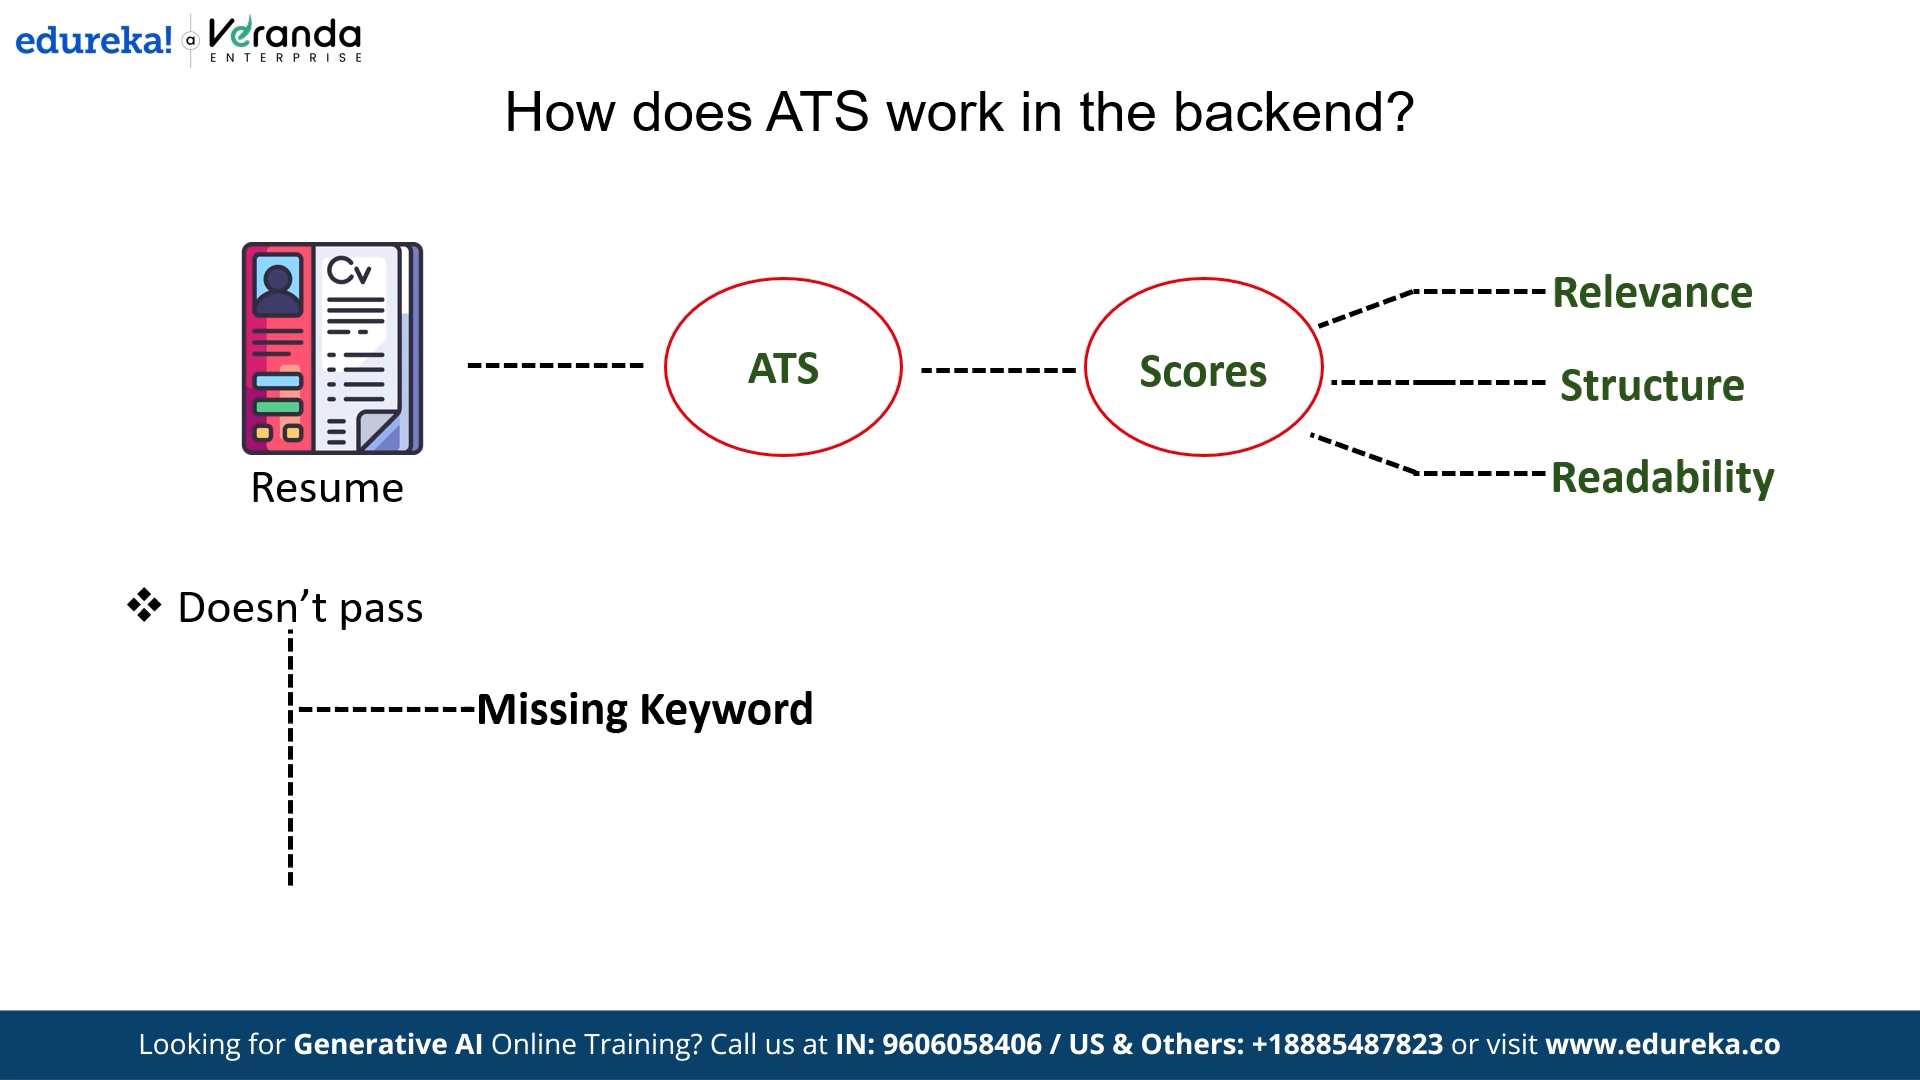 edureka! a Veranda
ENTERPRISE
How does ATS work in the backend?
Cv
Resume
ATS
Scores
Relevance
Structure
Readability
❖ Doesn’t pass
Missing Keyword
Looking for Generative AI Online Training? Call us at IN: 9606058406 / US & Others: +18885487823 or visit www.edureka.co